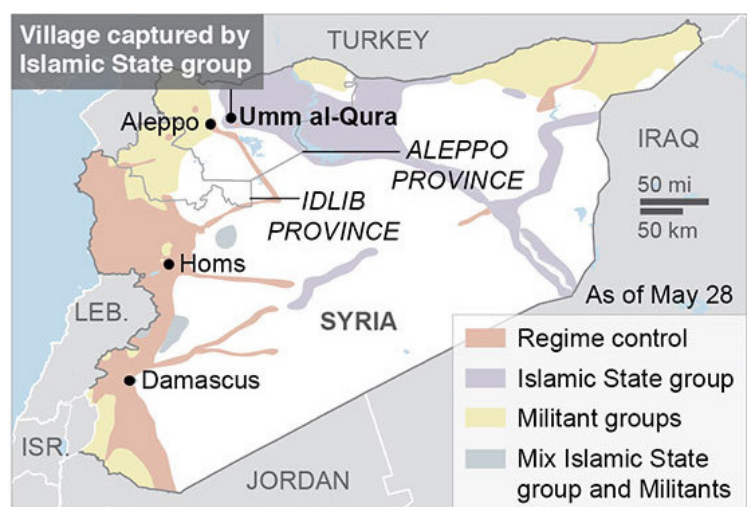 Village captured by
Islamic State group
TURKEY
Aleppo
Umm al-Qura
ALEPPO
PROVINCE
IRAQ
50 mi
50 km
IDLIB
PROVINCE
Homs
As of May 28
LEB.
SYRIA
Damascus
ISR.
JORDAN
Regime control
Islamic State group
Militant groups
Mix Islamic State
group and Militants